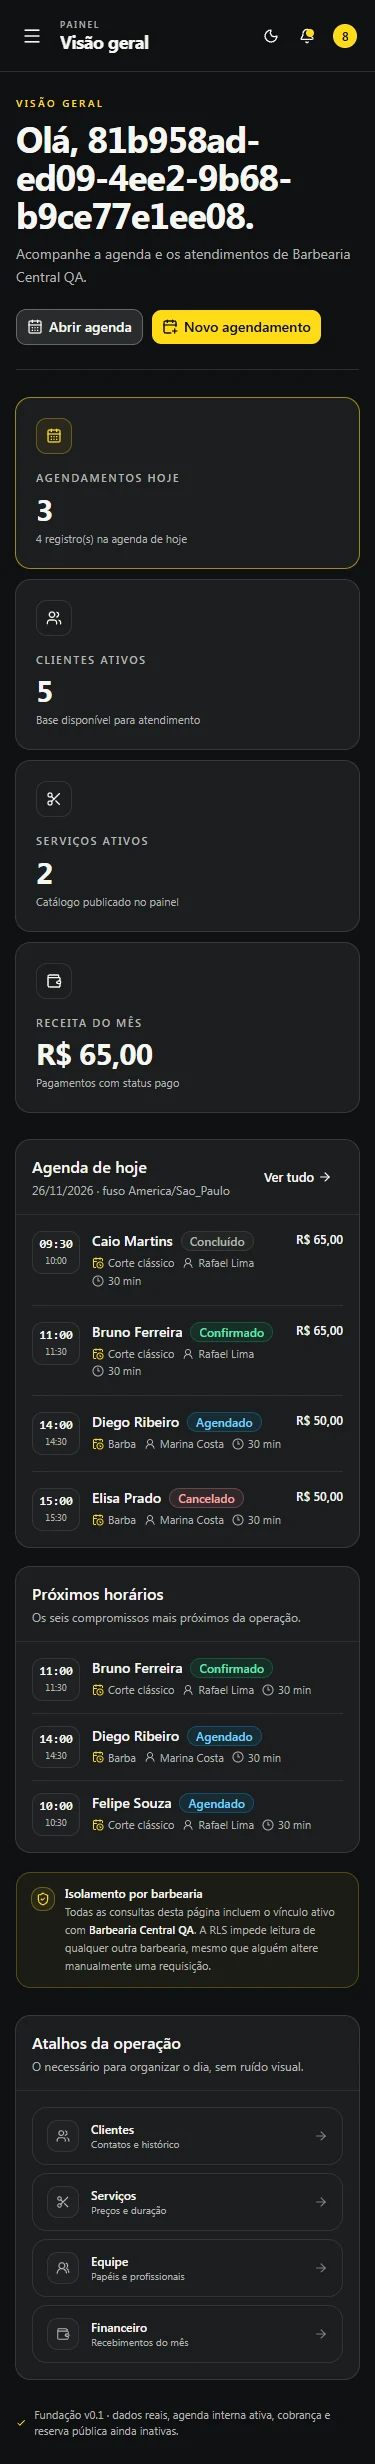 PAINEL
Visão geral
8
VISÃO GERAL
Olá, 81b958ad-
ed09-4ee2-9b68-
b9ce77e1ee08.
Acompanhe a agenda e os atendimentos de Barbearia
Central QA.
Abrir agenda
Novo agendamento
AGENDAMENTOS HOJE
3
4 registro(s) na agenda de hoje
CLIENTES ATIVOS
5
Base disponível para atendimento
SERVIÇOS ATIVOS
2
Catálogo publicado no painel
RECEITA DO MÊS
R$ 65,00
Pagamentos com status pago
Agenda de hoje
26/11/2026 · fuso America/Sao_Paulo
Ver tudo
09:30
10:00
Caio Martins Concluído
R$ 65,00
Corte clássico Rafael Lima
30 min
11:00
11:30
Bruno Ferreira Confirmado
R$ 65,00
Corte clássico Rafael Lima
30 min
14:00
14:30
Diego Ribeiro Agendado
R$ 50,00
Barba Marina Costa 30 min
15:00
15:30
Elisa Prado Cancelado
R$ 50,00
Barba Marina Costa 30 min
Próximos horários
Os seis compromissos mais próximos da operação.
11:00
11:30
Bruno Ferreira Confirmado
Corte clássico Rafael Lima 30 min
14:00
14:30
Diego Ribeiro Agendado
Barba Marina Costa 30 min
10:00
10:30
Felipe Souza Agendado
Corte clássico Rafael Lima 30 min
Isolamento por barbearia
Todas as consultas desta página incluem o vínculo ativo
com Barbearia Central QA. A RLS impede leitura de
qualquer outra barbearia, mesmo que alguém altere
manualmente uma requisição.
Atalhos da operação
O necessário para organizar o dia, sem ruído visual.
Clientes
Contatos e histórico
Serviços
Preços e duração
Equipe
Papéis e profissionais
Financeiro
Recebimentos do mês
Fundação v0.1 · dados reais, agenda interna ativa, cobrança e
reserva pública ainda inativas.